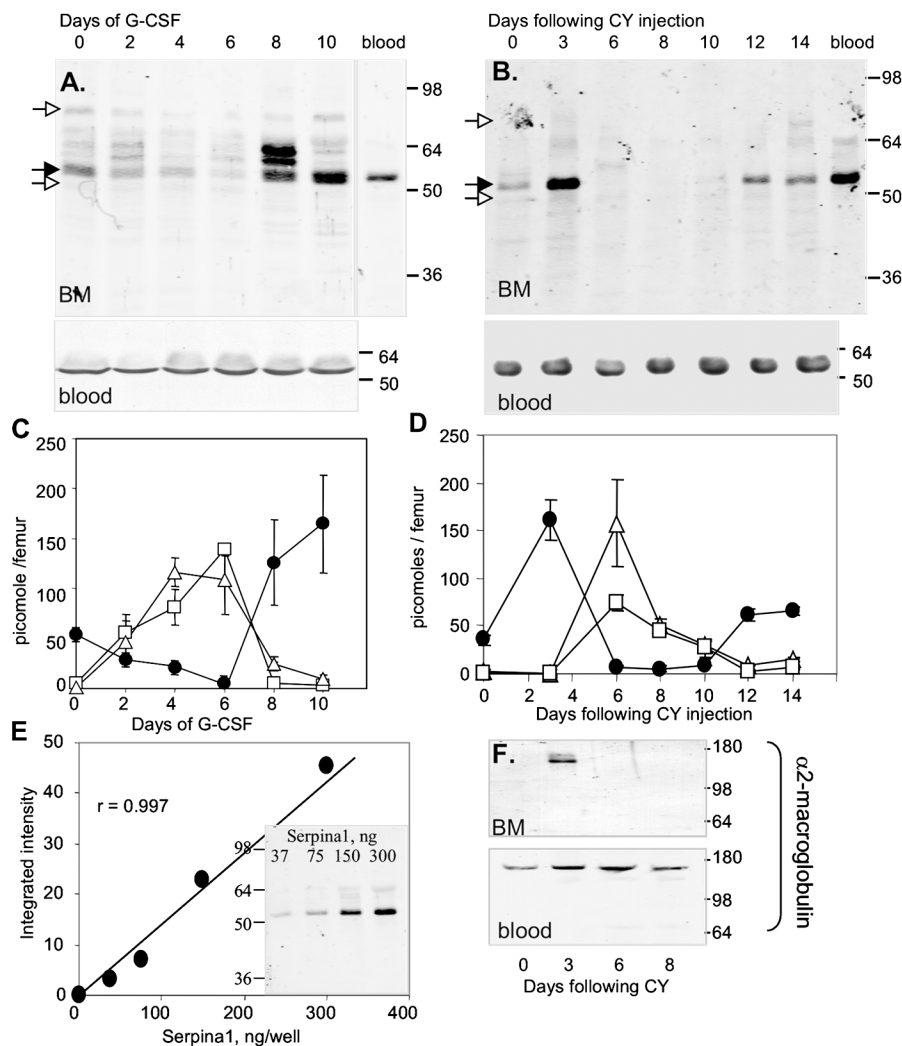 Days of G-CSF
0 2 4 6 8 10 blood
A.
98
64
50
36
BM
64
50
blood
Days following CY injection
0 3 6 8 10 12 14 blood
B.
98
64
50
36
BM
64
50
blood
C
250
200
150
100
50
0
picomole /femur
0 2 4 6 8 10
Days of G-CSF
D
250
200
150
100
50
0
picomoles / femur
0 2 4 6 8 10 12 14
Days following CY injection
E
50
40
30
20
10
0
Integrated intensity
r = 0.997
Serpina1, ng
37 75 150 300
98
64
50
36
0 100 200 300 400
Serpina1, ng/well
F.
180
98
64
BM
180
98
64
blood
α2-macroglobulin
0 3 6 8
Days following CY